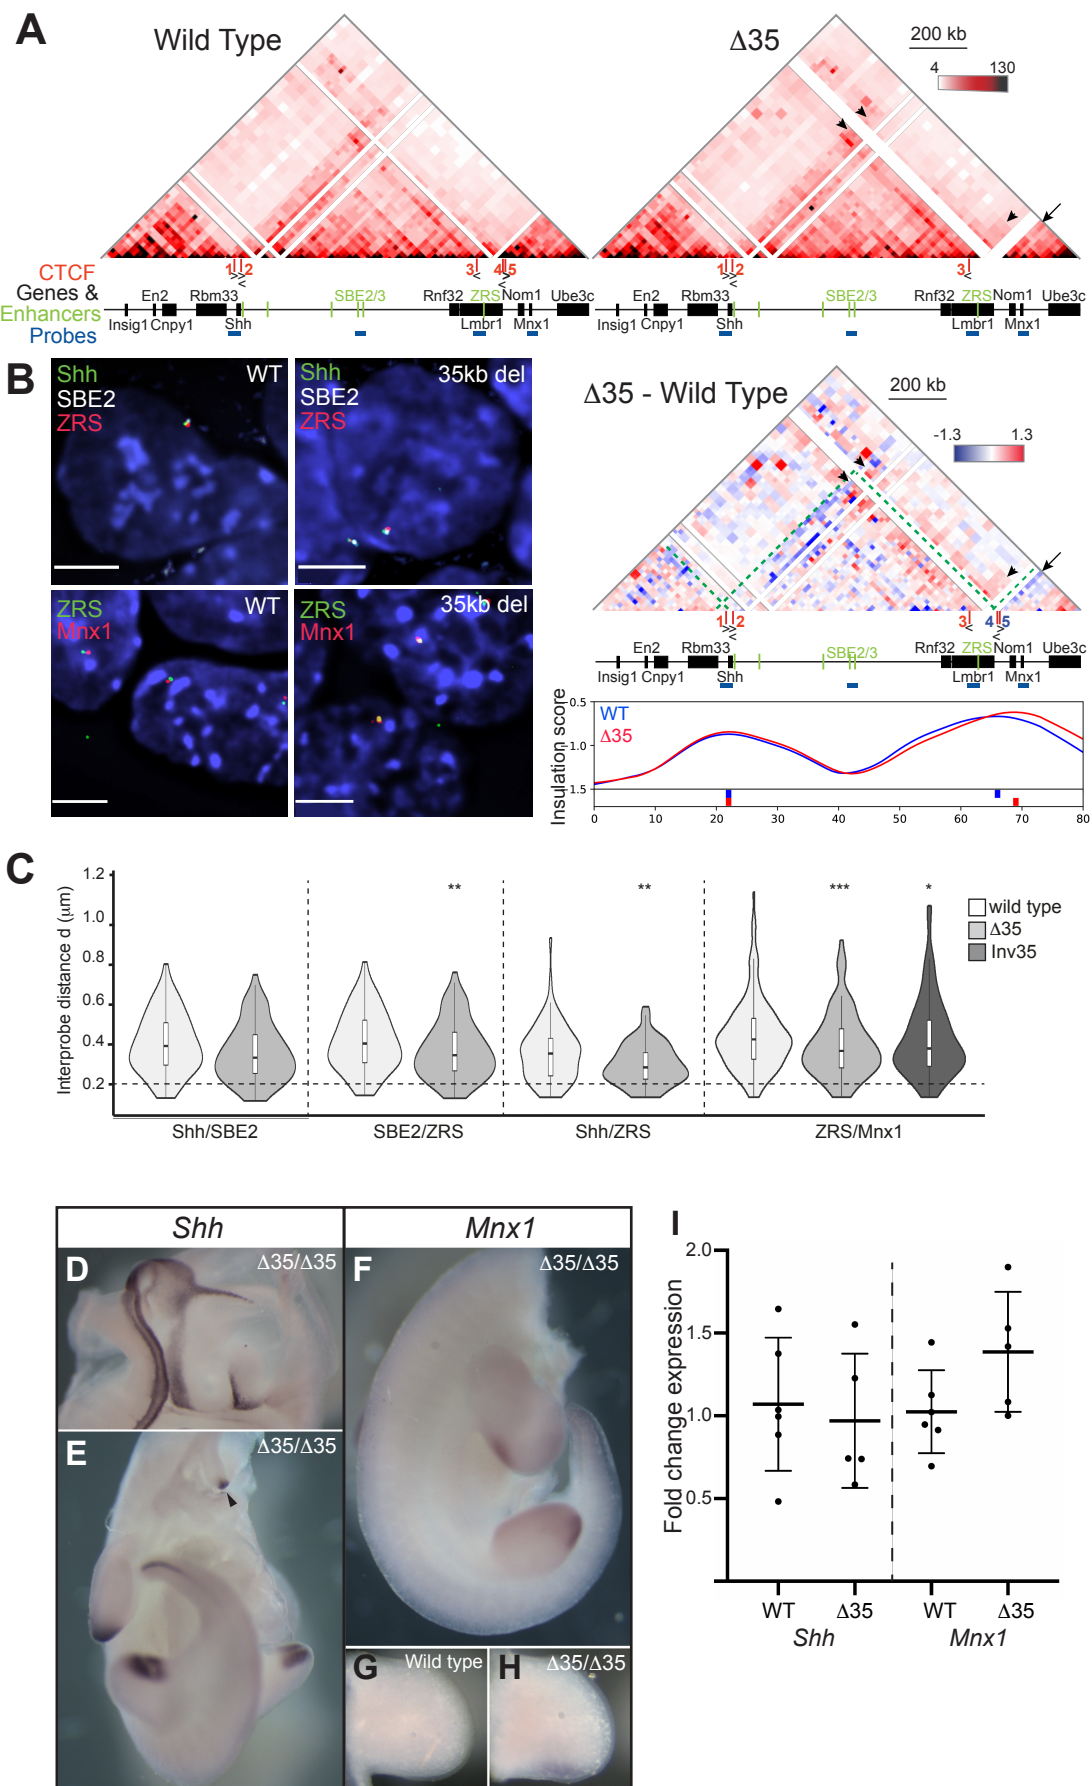 A
Wild Type
Δ35
200 kb
4 130
CTCF
1 2 3 4 5
1 2 3
Genes &
Enhancers
Probes
En2 Rbm33 SBE2/3 Rnf32 ZRS Nom1 Ube3c
Insig1 Cnpy1 Shh Lmbr1 Mnx1
En2 Rbm33 SBE2/3 Rnf32 ZRS Nom1 Ube3c
Insig1 Cnpy1 Shh Lmbr1 Mnx1
B
Shh WT
SBE2
ZRS
Shh 35kb del
SBE2
ZRS
ZRS WT
Mnx1
ZRS 35kb del
Mnx1
Δ35 - Wild Type
200 kb
-1.3 1.3
1 2 3 4 5
En2 Rbm33 SBE2/3 Rnf32 ZRS Nom1 Ube3c
Insig1 Cnpy1 Shh Lmbr1 Mnx1
Insulation score
WT
Δ35
-0.5
-1.0
-1.5
0 10 20 30 40 50 60 70 80
C
Interprobe distance d (μm)
1.2
1.0
0.8
0.6
0.4
0.2
** ** *** *
wild type
Δ35
Inv35
Shh/SBE2 SBE2/ZRS Shh/ZRS ZRS/Mnx1
Shh Mnx1
D Δ35/Δ35
E Δ35/Δ35
F Δ35/Δ35
G Wild type
H Δ35/Δ35
I
Fold change expression
2.0
1.5
1.0
0.5
WT Δ35 WT Δ35
Shh Mnx1